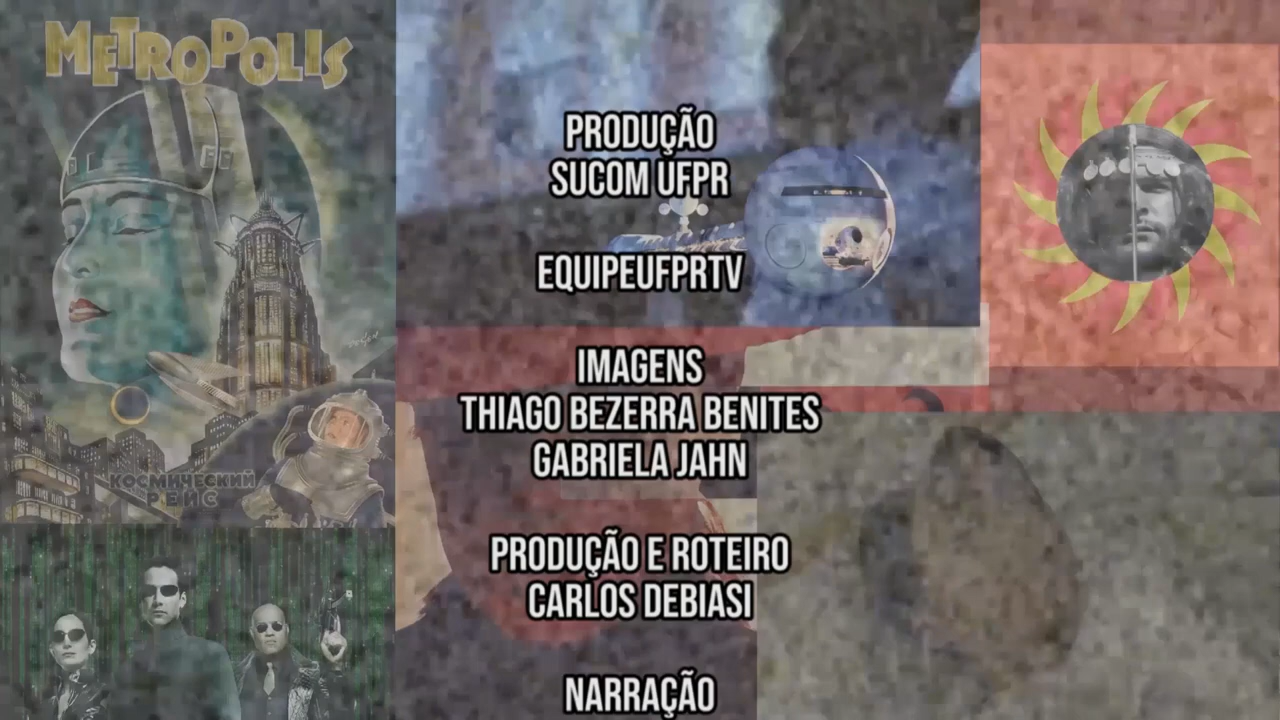 METROPOLIS
PRODUÇÃO
SUCOM UFPR
EQUIPEUFPRTV
IMAGENS
THIAGO BEZERRA BENITES
GABRIELA JAHN
КОСМИЧЕСКИЙ
РЕЙС
PRODUÇÃO E ROTEIRO
CARLOS DEBIASI
NARRAÇÃO